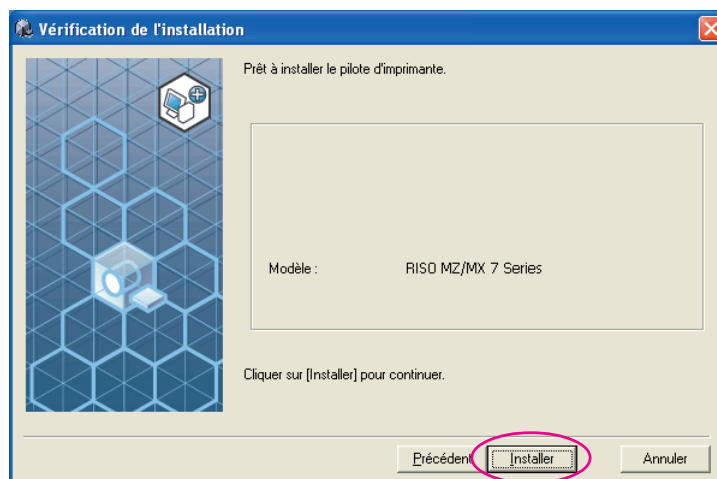 Vérification de l'installation
Prêt à installer le pilote d'imprimante.
Modèle : RISO MZ/MX 7 Series
Cliquer sur [Installer] pour continuer.
Précédent Installer Annuler